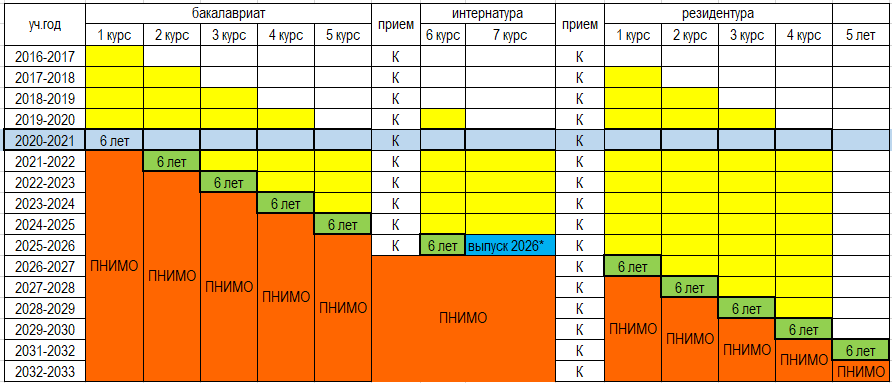 уч.год бакалавриат прием интернатура прием резидентура
1 курс 2 курс 3 курс 4 курс 5 курс 6 курс 7 курс 1 курс 2 курс 3 курс 4 курс 5 лет
2016-2017 К К
2017-2018 К К
2018-2019 К К
2019-2020 К К
2020-2021 6 лет К К
2021-2022 6 лет К К
2022-2023 6 лет К К
2023-2024 6 лет К К
2024-2025 6 лет К К
2025-2026 К 6 лет выпуск 2026* К
2026-2027 ПНИМО К 6 лет
2027-2028 ПНИМО К 6 лет
2028-2029 ПНИМО ПНИМО К 6 лет
2029-2030 ПНИМО ПНИМО ПНИМО К ПНИМО ПНИМО 6 лет
2031-2032 К ПНИМО ПНИМО 6 лет
2032-2033 К ПНИМО